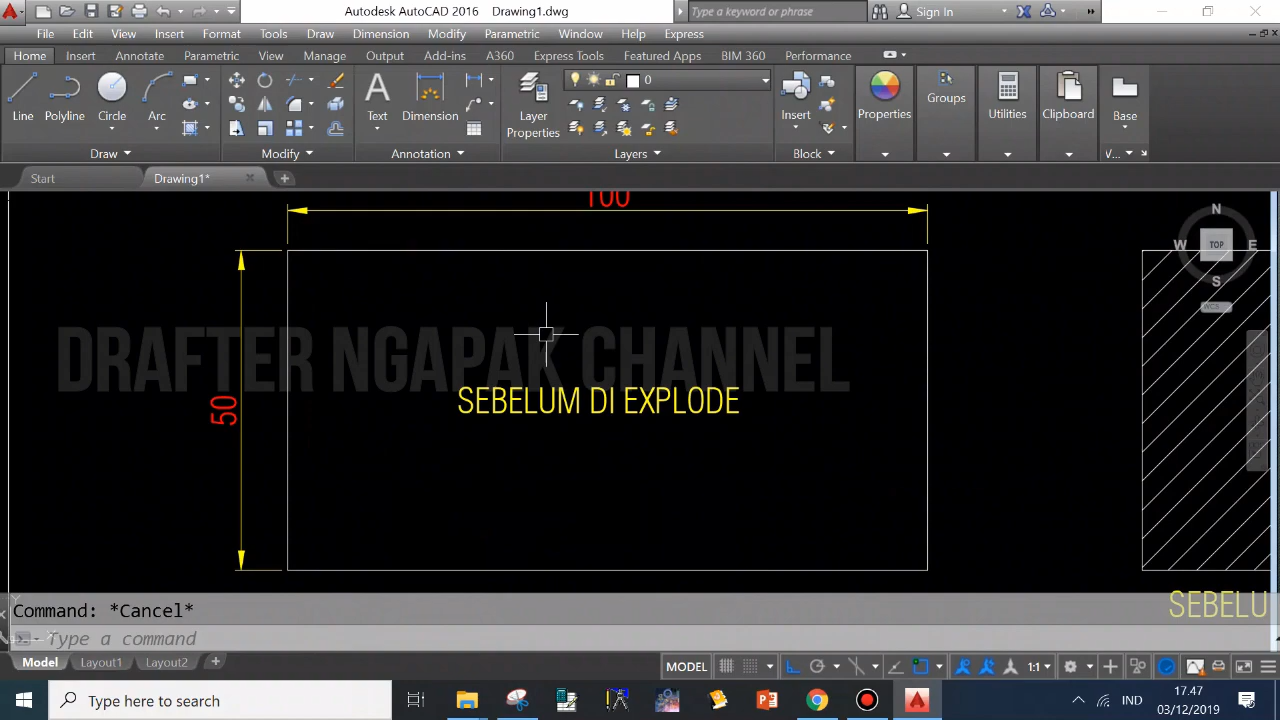 Autodesk AutoCAD 2016 Drawing1.dwg
Type a keyword or phrase
Sign In
File Edit View Insert Format Tools Draw Dimension Modify Parametric Window Help Express
Home Insert Annotate Parametric View Manage Output Add-ins A360 Express Tools Featured Apps BIM 360 Performance
0
Line Polyline Circle Arc Text Dimension Layer Properties Insert Properties Groups Utilities Clipboard Base
Draw Modify Annotation Layers Block V...
Start Drawing1*
100
N
W TOP E
S
WCS
50
DRAFTER NGAPAK CHANNEL
SEBELUM DI EXPLODE
SEBELU
Command: *Cancel*
Type a command
Model Layout1 Layout2
MODEL 1:1
Type here to search
IND
17.47
03/12/2019